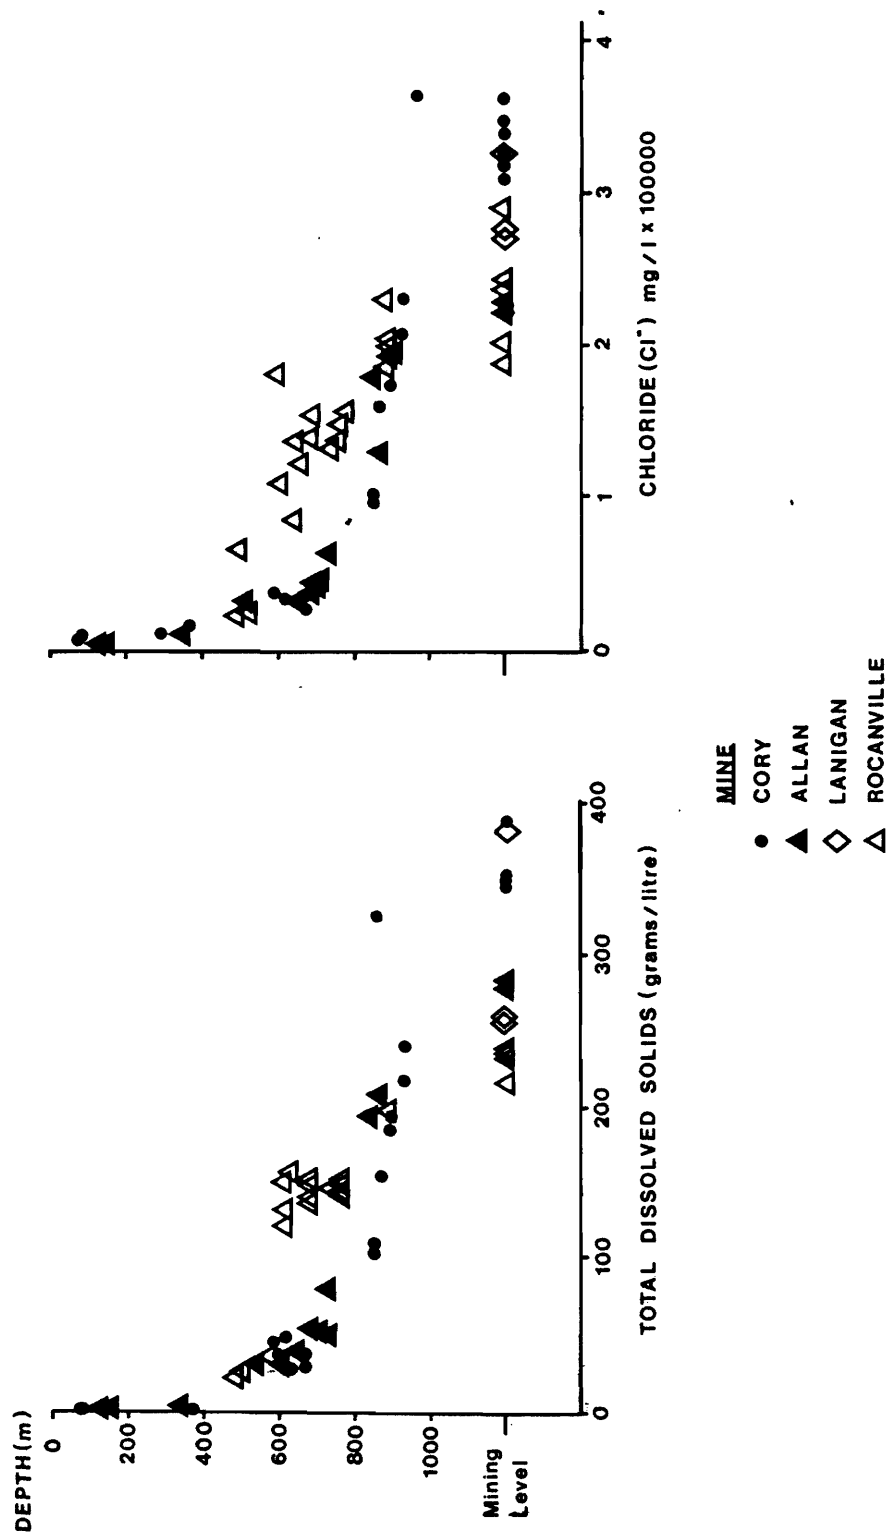 DEPTH (m)
0
200
400
600
800
1000
Mining
Level
0
100
200
300
400
TOTAL DISSOLVED SOLIDS (grams/litre)
0
1
2
3
4
CHLORIDE (Cl⁻) mg/l x 100000
MINE
CORY
ALLAN
LANIGAN
ROCANVILLE